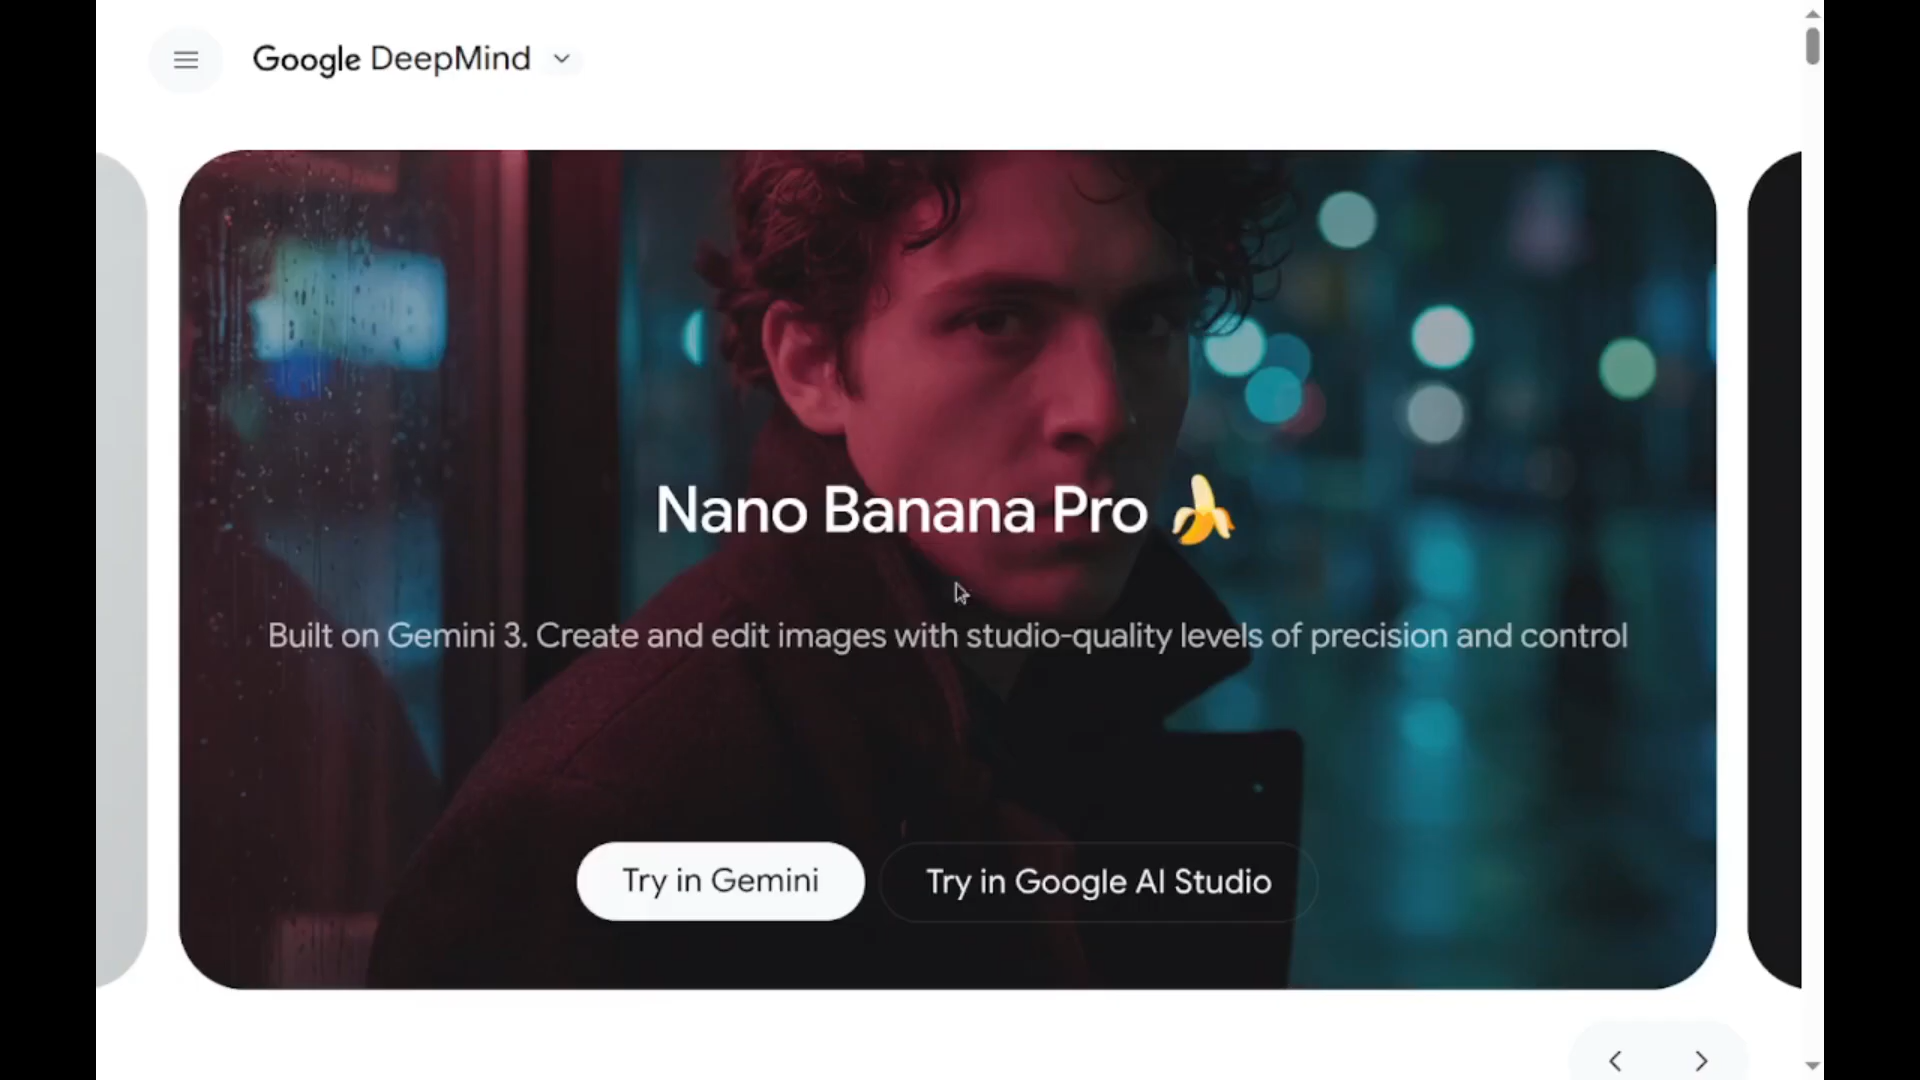 Google DeepMind
Nano Banana Pro 🍌
Built on Gemini 3. Create and edit images with studio-quality levels of precision and control
Try in Gemini
Try in Google AI Studio